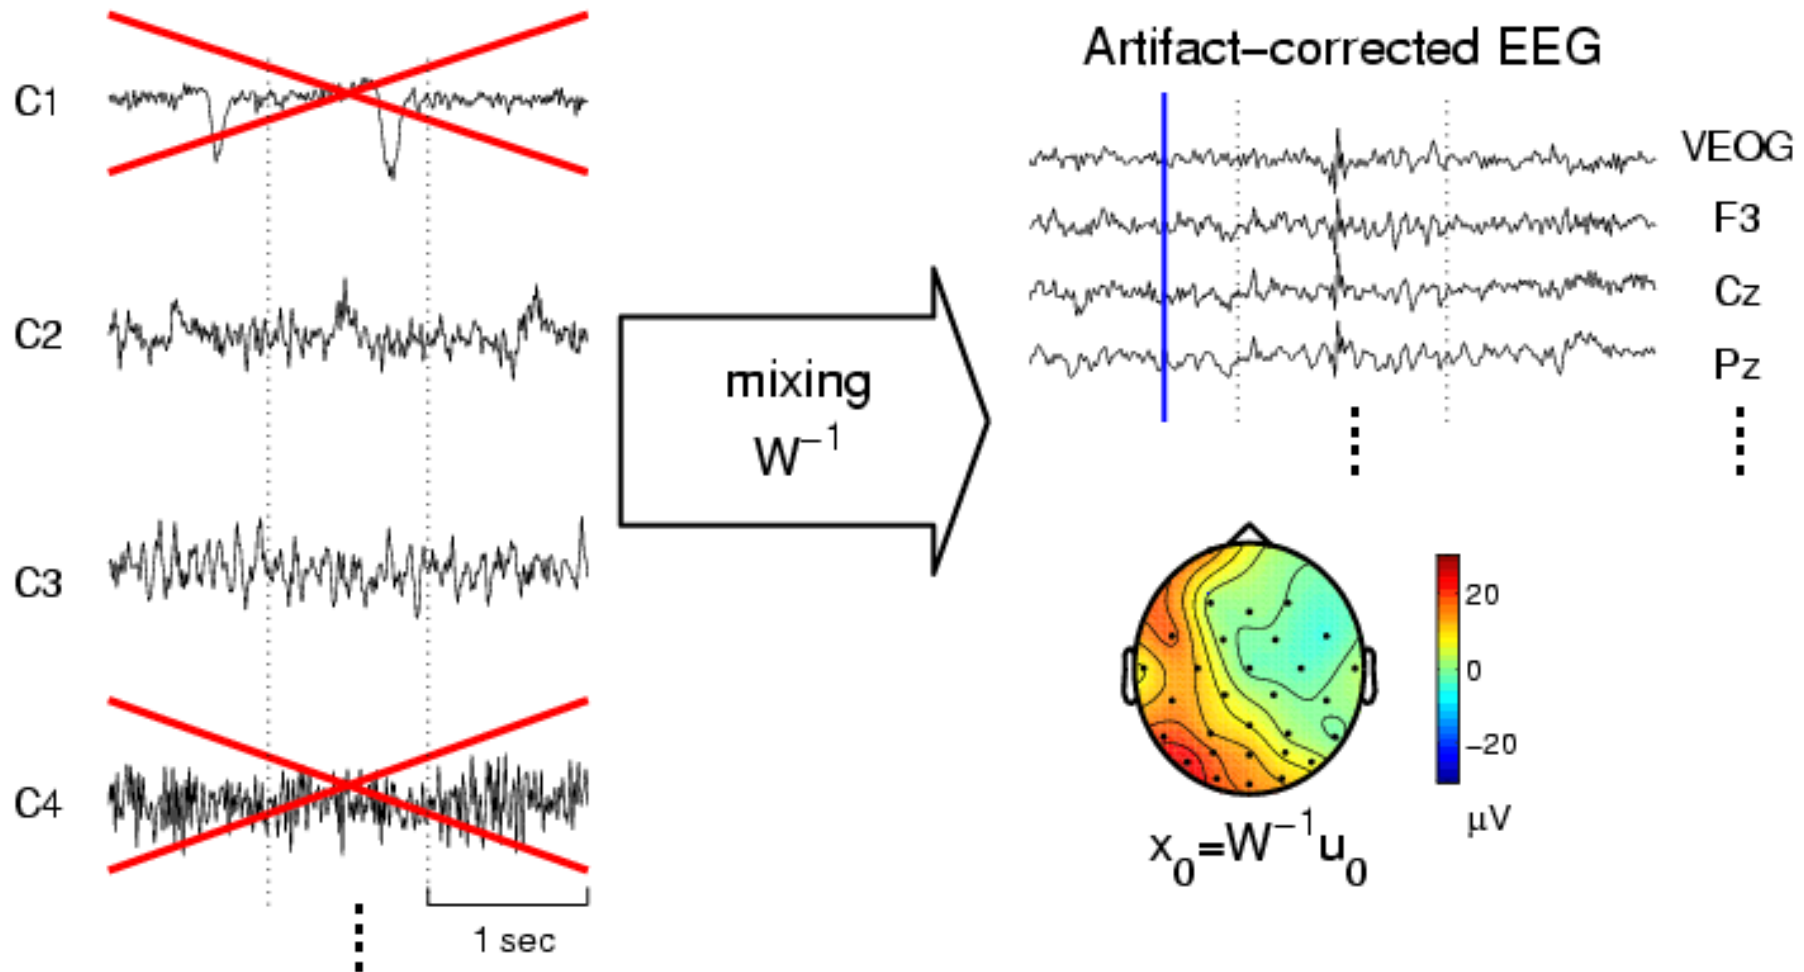 Artifact-corrected EEG
C1
C2
C3
C4
1 sec
mixing
W⁻¹
VEOG
F3
Cz
Pz
20
0
-20
μV
x₀=W⁻¹u₀